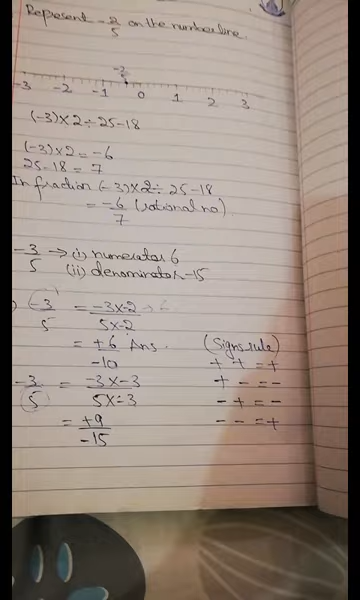 Represent -2/5 on the number line.
-2/5
-3 -2 -1 0 1 2 3
(-3)×2÷25-18
(-3)×2 = -6
25-18 = 7
In fraction (-3)×2÷25-18
= -6/7 (rational no)
-3/5 → (i) numerator 6
(ii) denominator -15
-3/5 = -3×-2/5×-2
= +6/-10 Ans. (Signs rule)
+ + = +
+ - = -
- + = -
- - = +
-3/5 = -3×-3/5×-3
= +9/-15